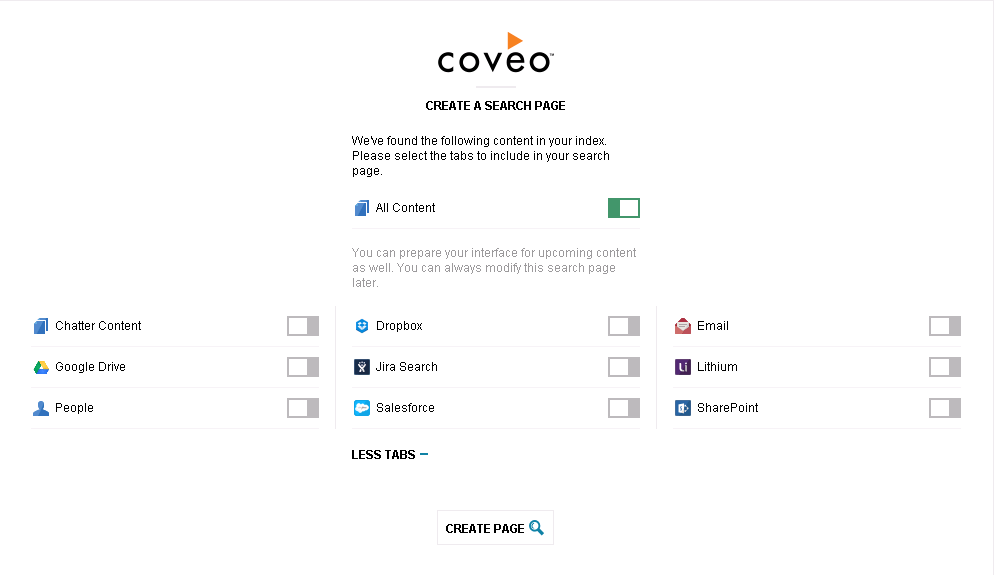 coveo™
CREATE A SEARCH PAGE
We've found the following content in your index.
Please select the tabs to include in your search
page.
All Content
You can prepare your interface for upcoming content
as well. You can always modify this search page
later.
Chatter Content
Dropbox
Email
Google Drive
Jira Search
Lithium
People
Salesforce
SharePoint
LESS TABS
CREATE PAGE